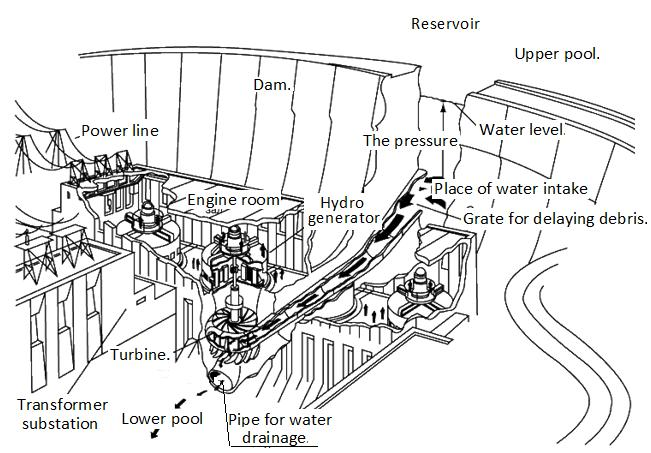 Reservoir
Upper pool.
Dam.
Power line
Water level
The pressure
Place of water intake
Engine room
Hydro
generator
Grate for delaying debris.
Turbine.
Transformer
substation
Lower pool
Pipe for water
drainage